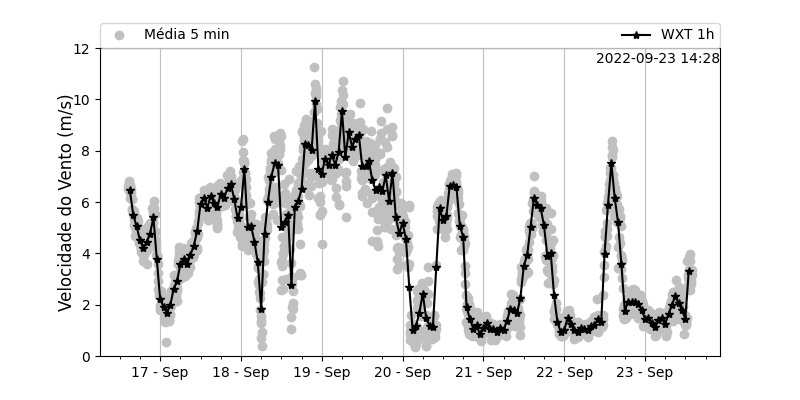 Média 5 min
WXT 1h
2022-09-23 14:28
Velocidade do Vento (m/s)
12
10
8
6
4
2
0
17 - Sep
18 - Sep
19 - Sep
20 - Sep
21 - Sep
22 - Sep
23 - Sep